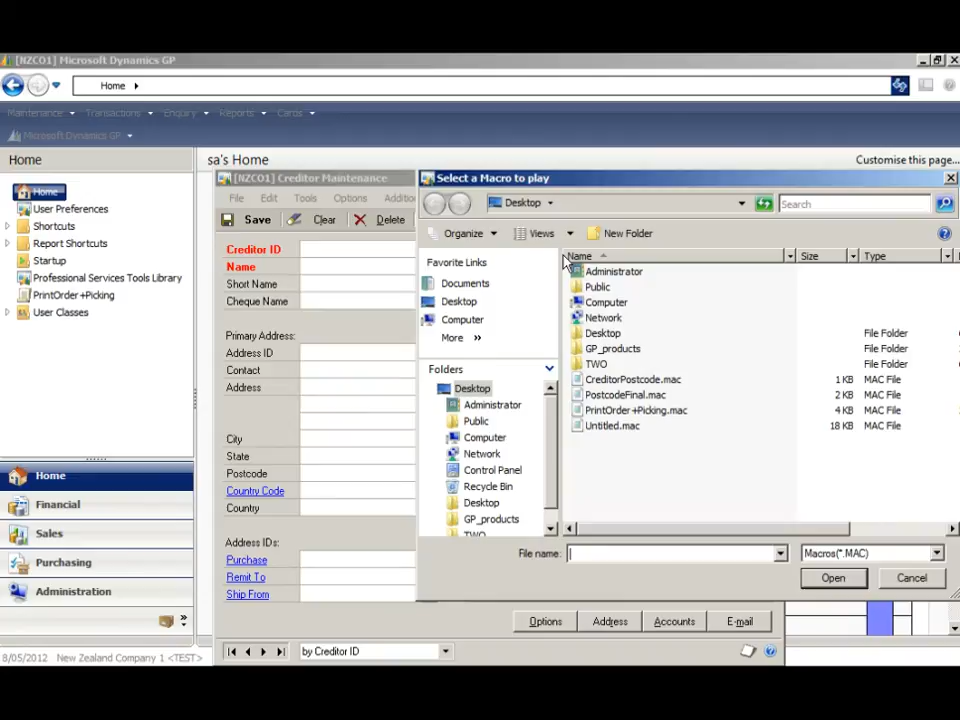 [NZCO1] Microsoft Dynamics GP
Home
Maintenance Transactions Enquiry Reports Cards
Microsoft Dynamics GP
Home
sa's Home
Customise this page...
Home
User Preferences
Shortcuts
Report Shortcuts
Startup
Professional Services Tools Library
PrintOrder +Picking
User Classes
Home
Financial
Sales
Purchasing
Administration
8/05/2012 New Zealand Company 1 <TEST>
[NZCO1] Creditor Maintenance
File Edit Tools Options
Save Clear Delete
Creditor ID
Name
Short Name
Cheque Name
Primary Address:
Address ID
Contact
Address
City
State
Postcode
Country Code
Country
Address IDs:
Purchase
Remit To
Ship From
Options Address Accounts E-mail
by Creditor ID
Select a Macro to play
Desktop
Search
Organize Views New Folder
Favorite Links
Documents
Desktop
Computer
More »
Folders
Desktop
Administrator
Public
Computer
Network
Control Panel
Recycle Bin
Desktop
GP_products
TWO
Name Size Type
Administrator
Public
Computer
Network
Desktop File Folder
GP_products File Folder
TWO File Folder
CreditorPostcode.mac 1 KB MAC File
PostcodeFinal.mac 2 KB MAC File
PrintOrder +Picking.mac 4 KB MAC File
Untitled.mac 18 KB MAC File
File name:
Macros(*.MAC)
Open Cancel